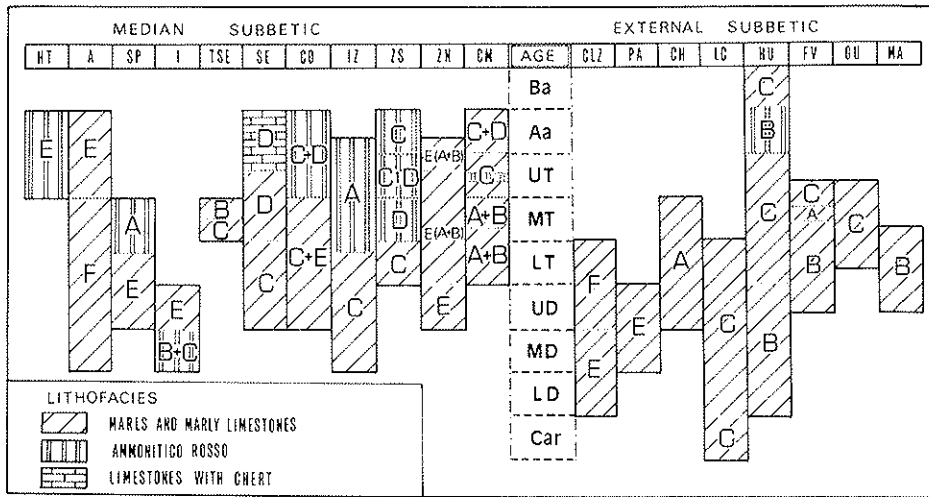 MEDIAN SUBBETIC EXTERNAL SUBBETIC
HT A SP I TSE SE CO IZ ZS ZN CM AGE CLZ PA CH LC HU FV QU MA
Ba C
E E D C+D C E(A+B) C+D Aa B
A C+D C UT C
A B D E(A+B) A+B MT C A C
C
F E D C+E C A+B LT F A B B
E C C E UD E C
B+C MD E B
LD
Car C
LITHOFACIES
MARLS AND MARLY LIMESTONES
AMMONITICO ROSSO
LIMESTONES WITH CHERT